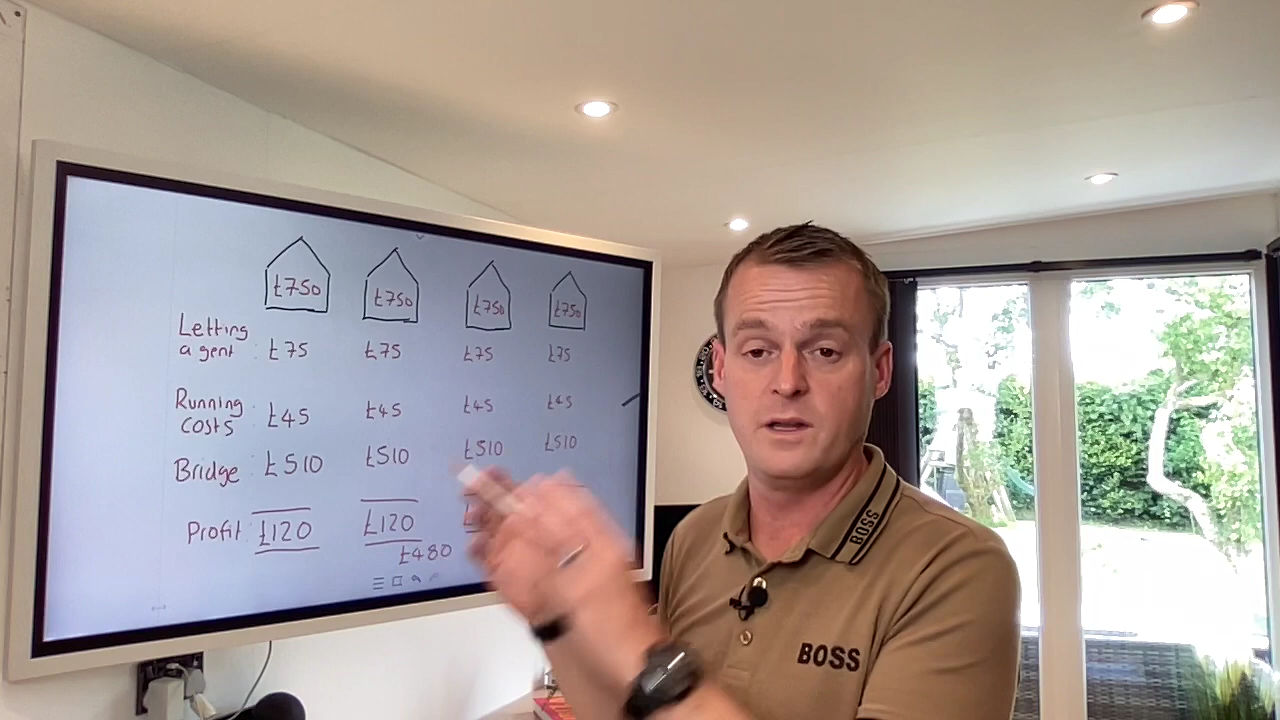 £750 £750 £750 £750
Letting
agent : £75 £75 £75 £75
Running
costs : £45 £45 £45 £45
Bridge : £510 £510 £510 £510
Profit : £120 £120
£480
BOSS
BOSS